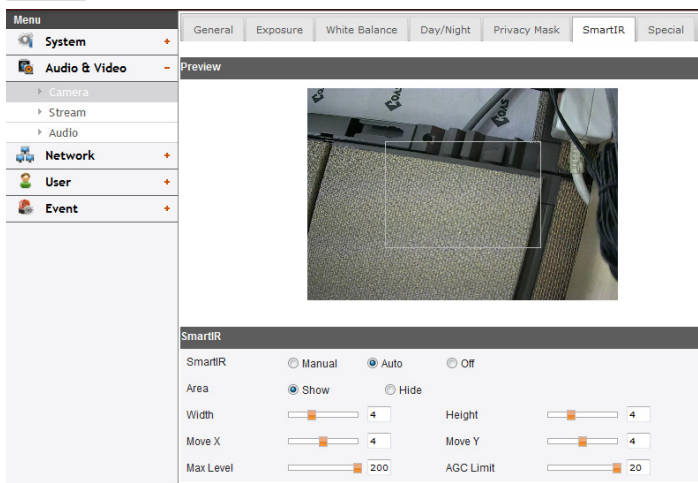 Menu
System +
Audio & Video -
Camera
Stream
Audio
Network +
User +
Event +
General Exposure White Balance Day/Night Privacy Mask SmartIR Special
Preview
SmartIR
SmartIR Manual Auto Off
Area Show Hide
Width 4 Height 4
Move X 4 Move Y 4
Max Level 200 AGC Limit 20